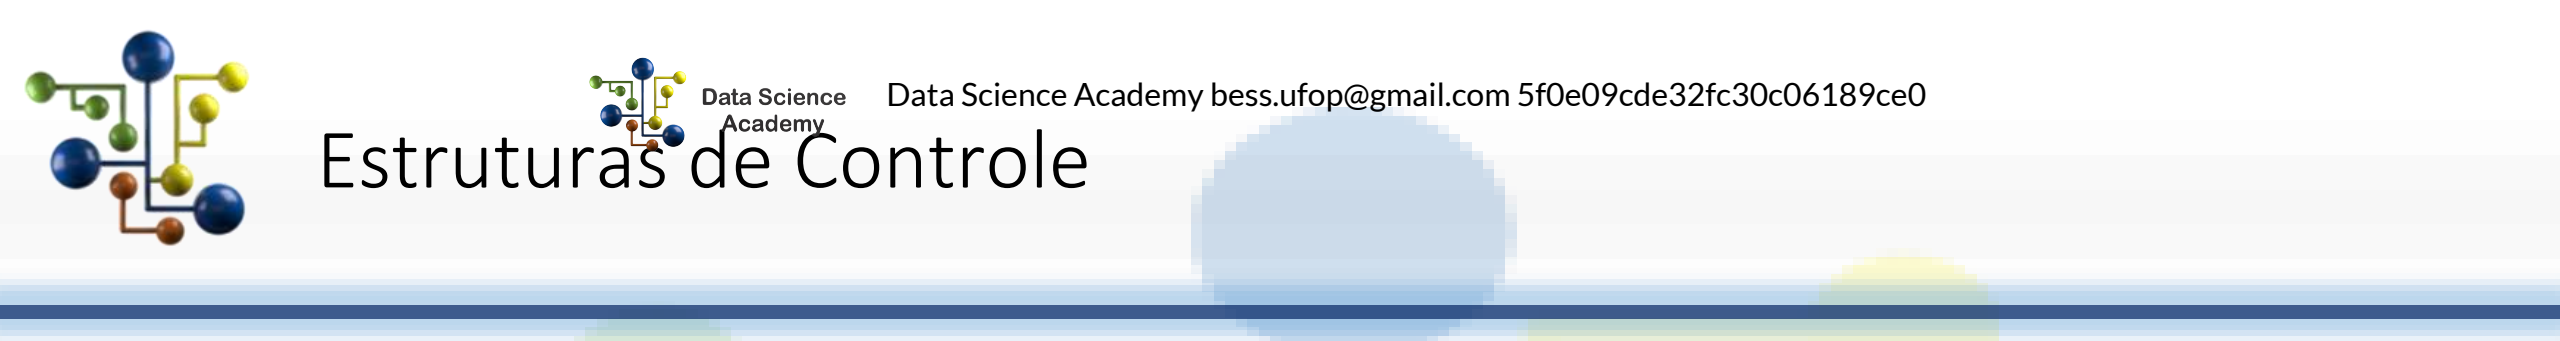 Data Science Academy bess.ufop@gmail.com 5f0e09cde32fc30c06189ce0
Data Science
Academy
Estruturas de Controle